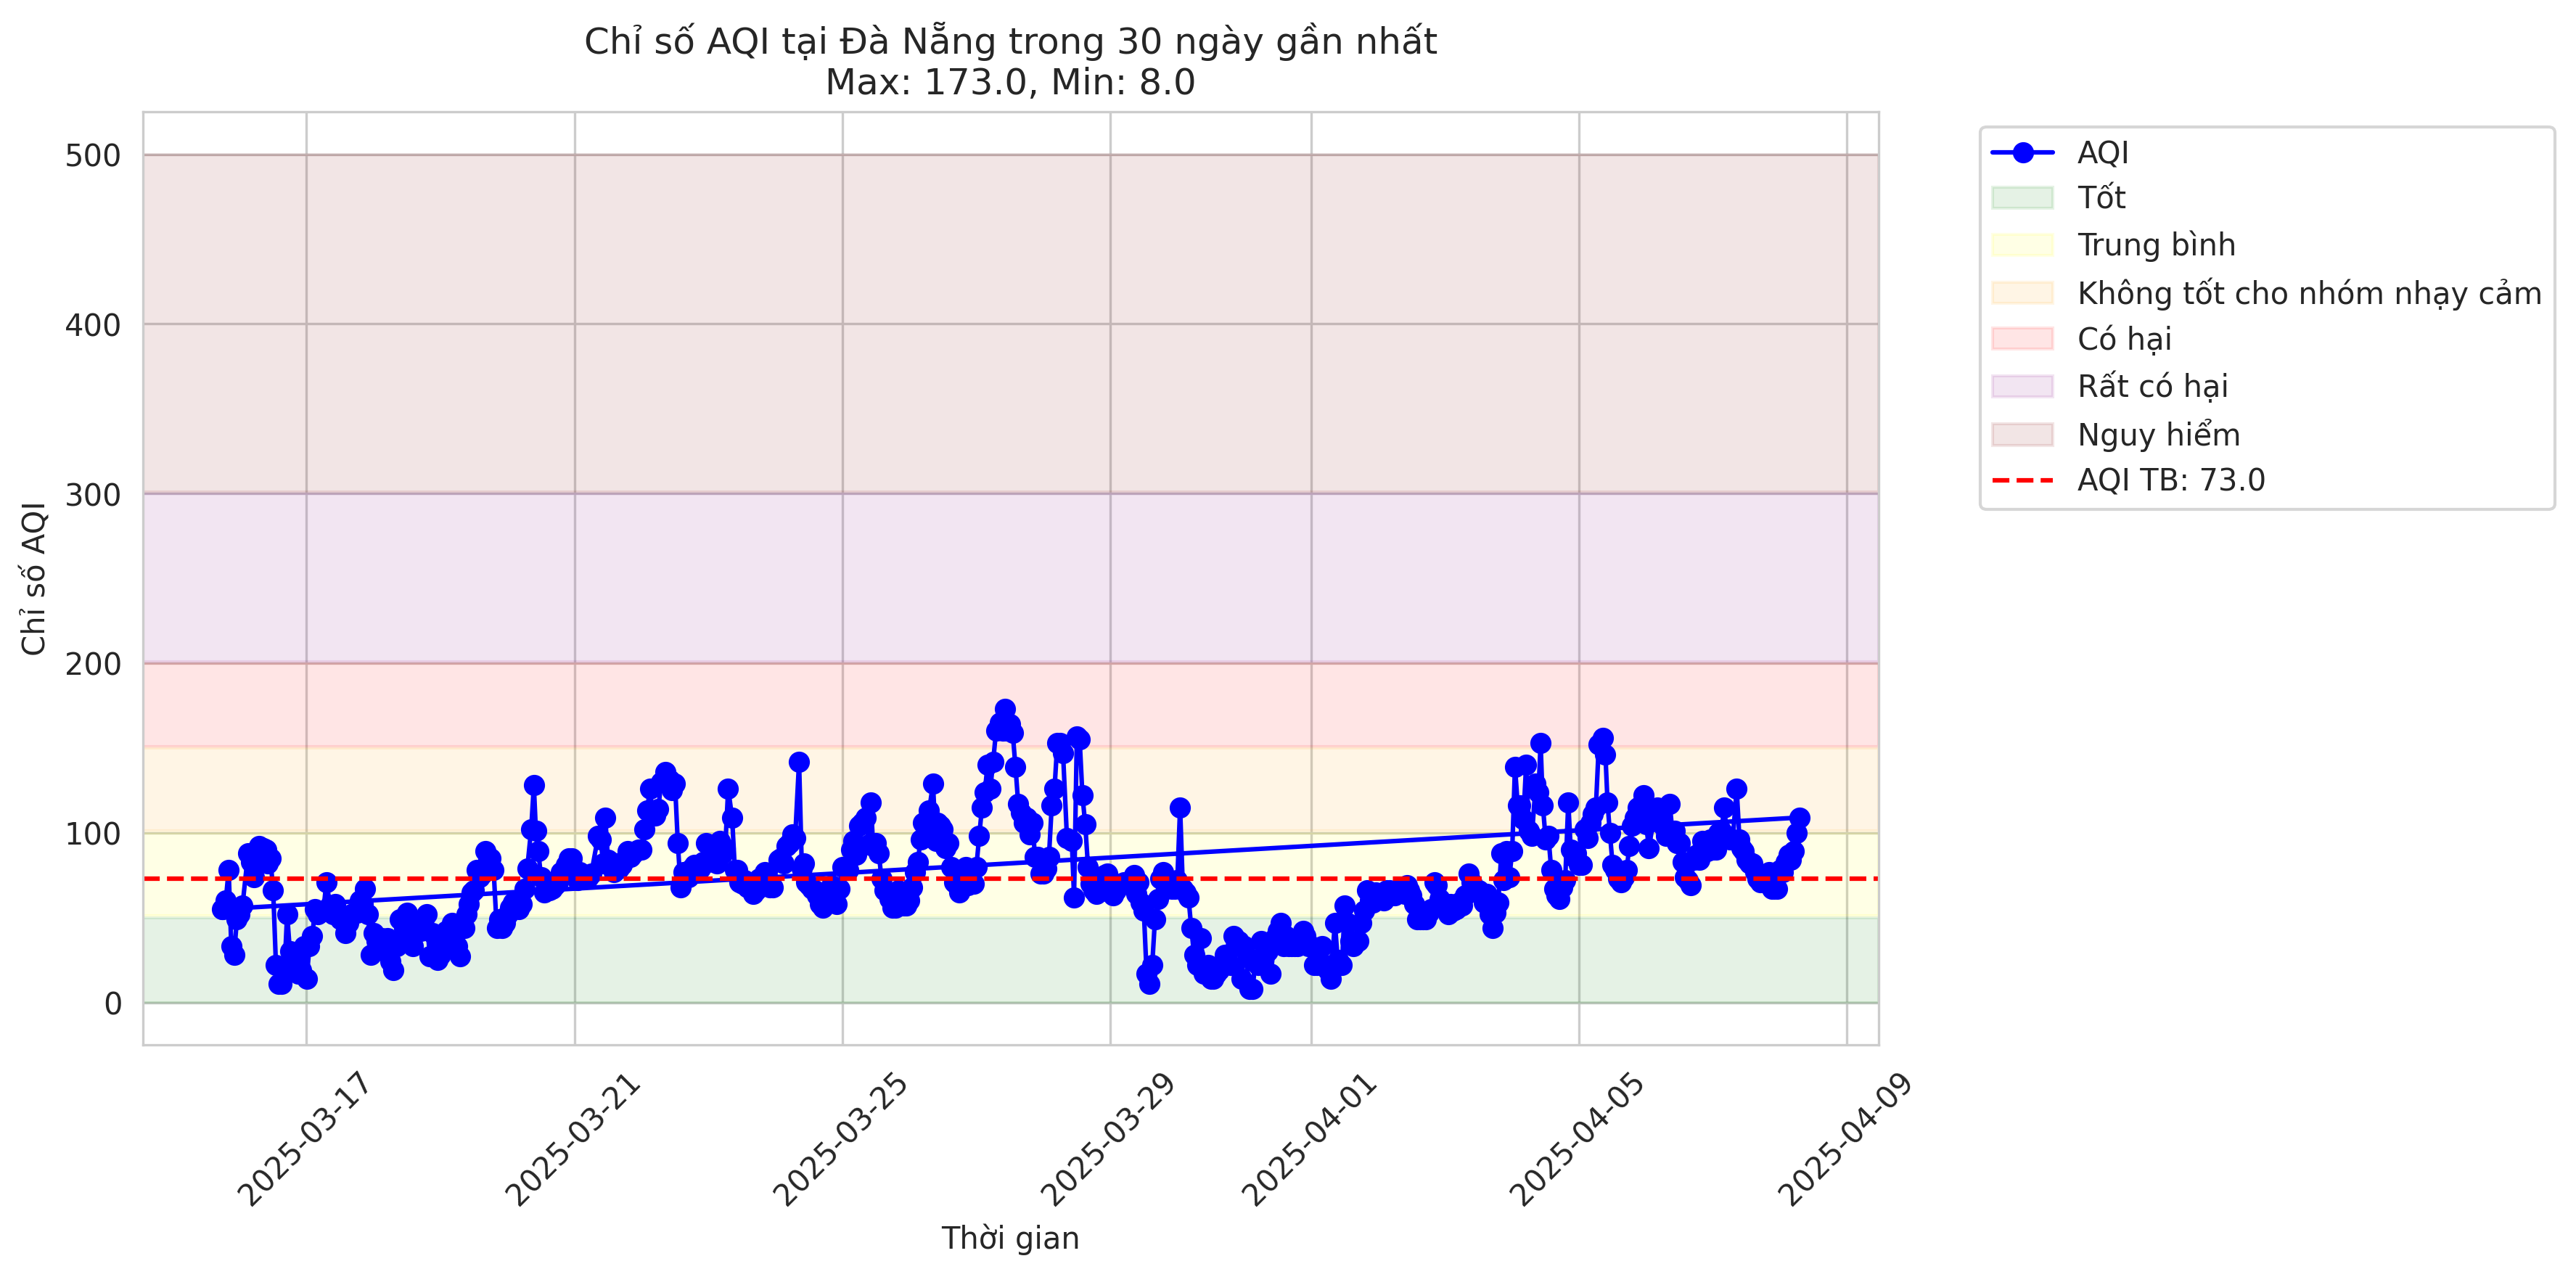 Chỉ số AQI tại Đà Nẵng trong 30 ngày gần nhất
Max: 173.0, Min: 8.0
Chỉ số AQI
500
400
300
200
100
0
2025-03-17
2025-03-21
2025-03-25
2025-03-29
2025-04-01
2025-04-05
2025-04-09
Thời gian
AQI
Tốt
Trung bình
Không tốt cho nhóm nhạy cảm
Có hại
Rất có hại
Nguy hiểm
AQI TB: 73.0